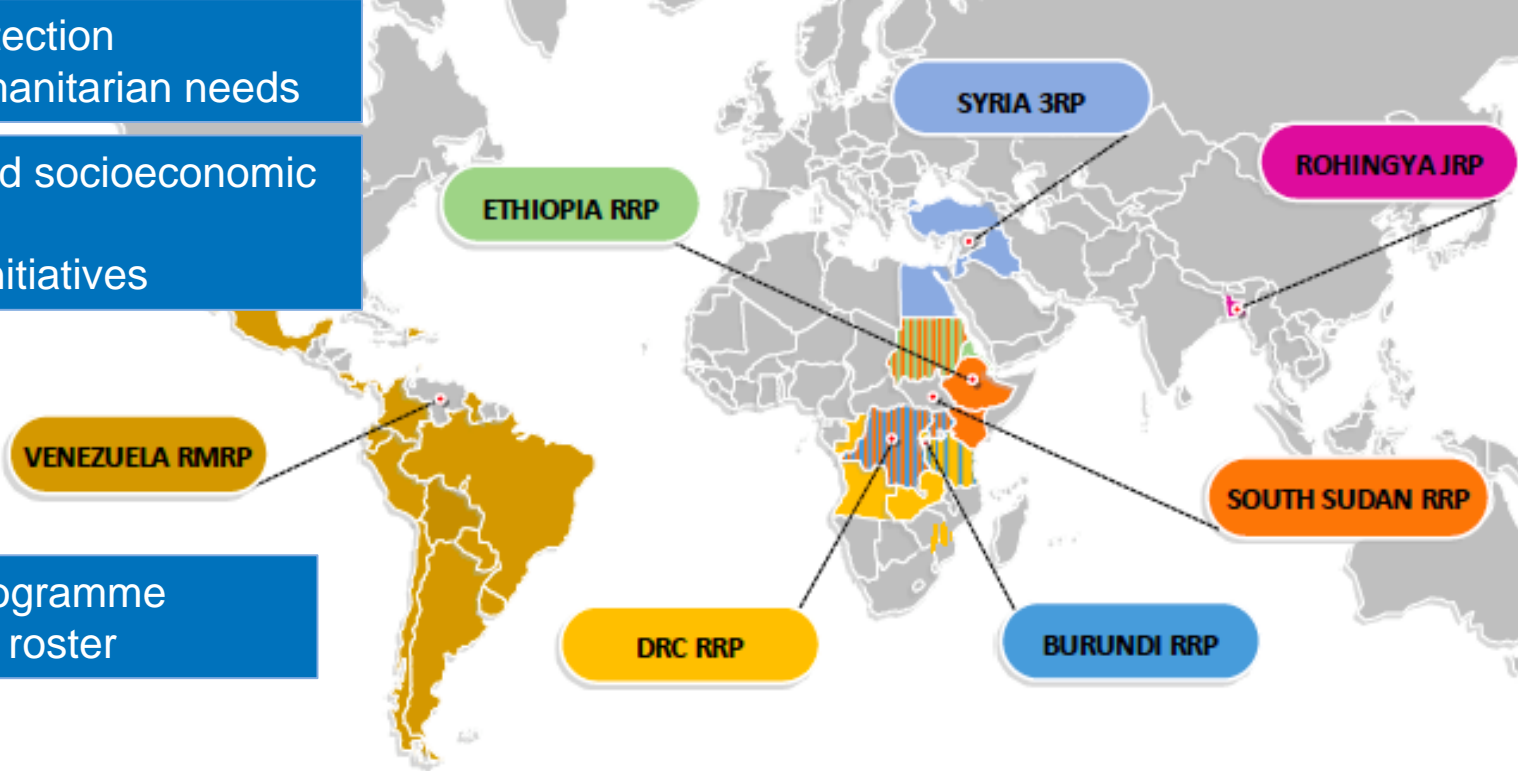 tection
nanitarian needs
d socioeconomic
nitiatives
SYRIA 3RP
ROHINGYA JRP
ETHIOPIA RRP
VENEZUELA RMRP
SOUTH SUDAN RRP
ogramme
roster
DRC RRP
BURUNDI RRP